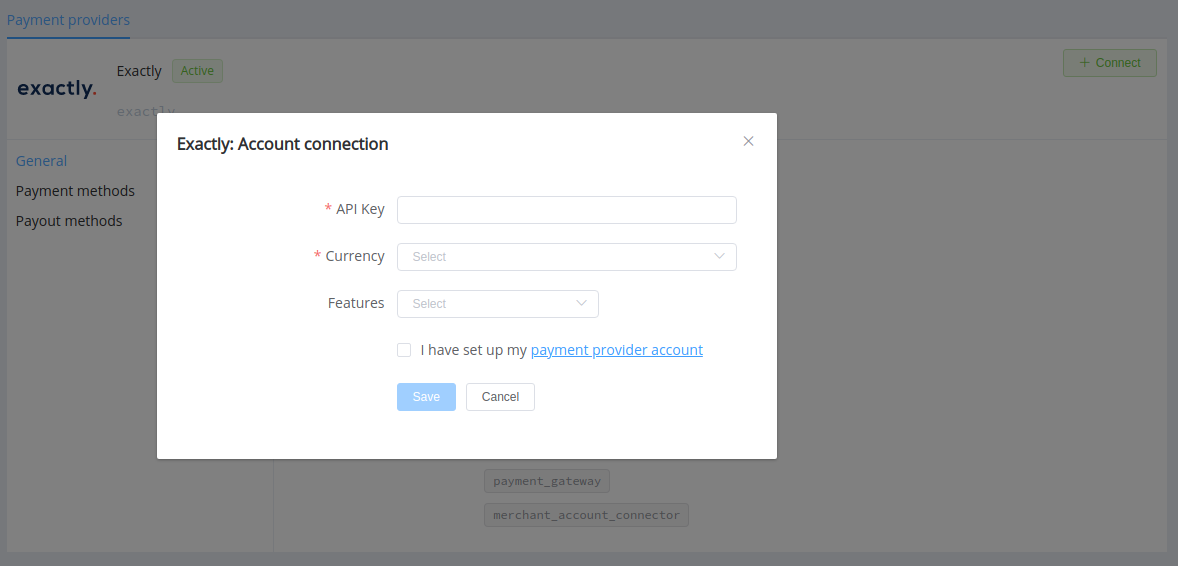 Payment providers
exactly.
Exactly
Active
+ Connect
exactly
General
Payment methods
Payout methods
Exactly: Account connection
* API Key
* Currency
Select
Features
Select
I have set up my payment provider account
Save
Cancel
payment_gateway
merchant_account_connector